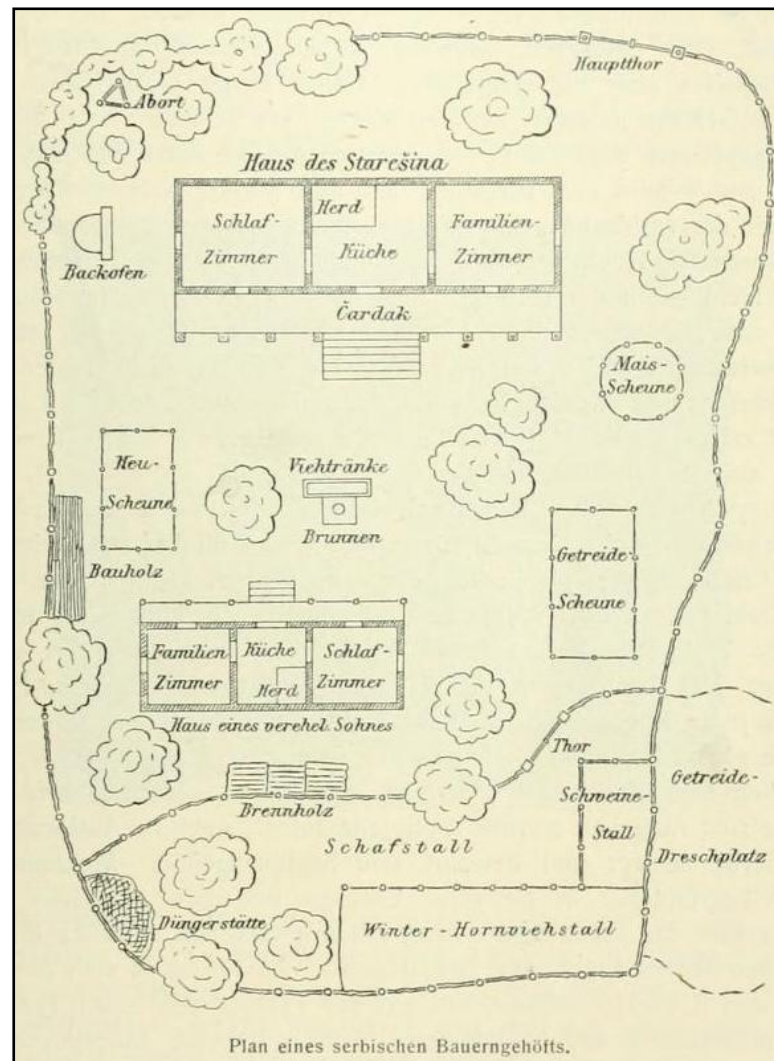 Hauptthor
Abort
Haus des Starešina
Herd
Schlaf-
Zimmer
Küche
Familien-
Zimmer
Backofen
Čardak
Mais-
Scheune
Heu-
Scheune
Viehtränke
Brunnen
Bauholz
Getreide-
Scheune
Familien
Zimmer
Küche
Herd
Schlaf-
Zimmer
Haus eines verehel. Sohnes
Thor
Brennholz
Schafstall
Schweine-
Stall
Getreide-
Dreschplatz
Düngerstätte
Winter-Hornviehstall
Plan eines serbischen Bauerngehöfts.